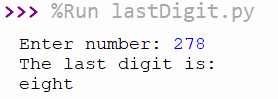 >>> %Run lastDigit.py
Enter number: 278
The last digit is:
eight